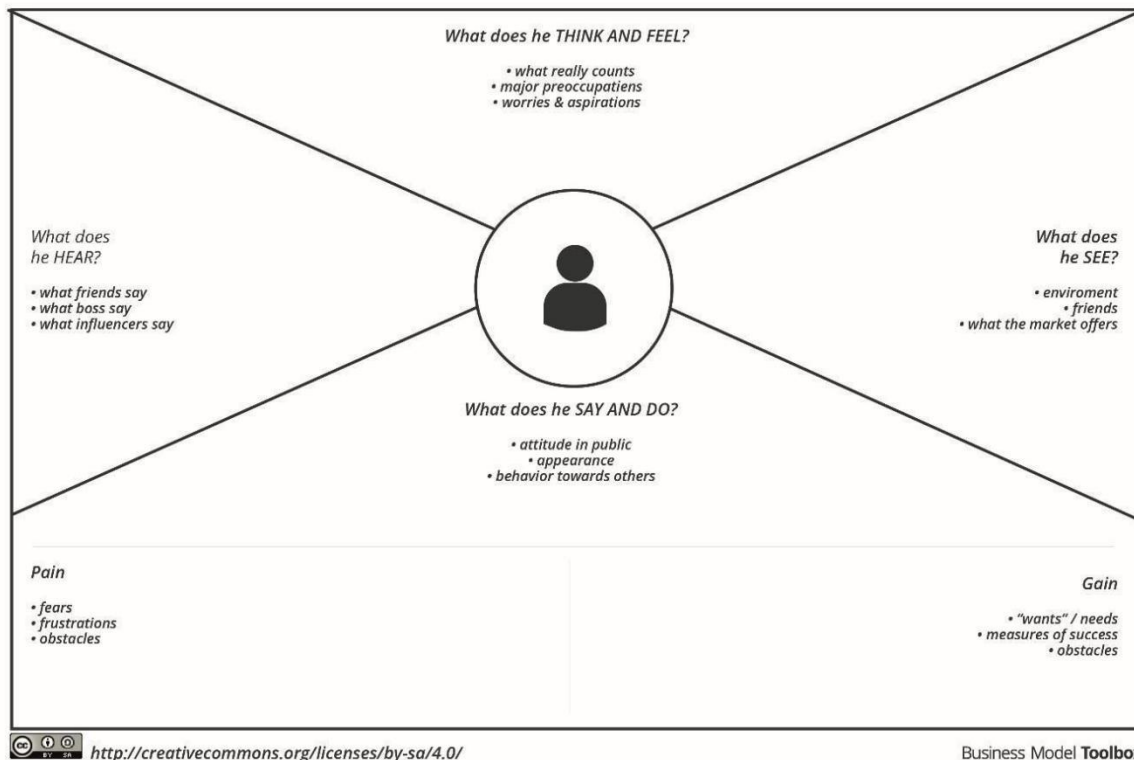 What does he THINK AND FEEL?
• what really counts
• major preoccupatiens
• worries & aspirations
What does
he HEAR?
• what friends say
• what boss say
• what influencers say
What does
he SEE?
• enviroment
• friends
• what the market offers
What does he SAY AND DO?
• attitude in public
• appearance
• behavior towards others
Pain
• fears
• frustrations
• obstacles
Gain
• "wants" / needs
• measures of success
• obstacles
cc BY SA
http://creativecommons.org/licenses/by-sa/4.0/
Business Model Toolbo